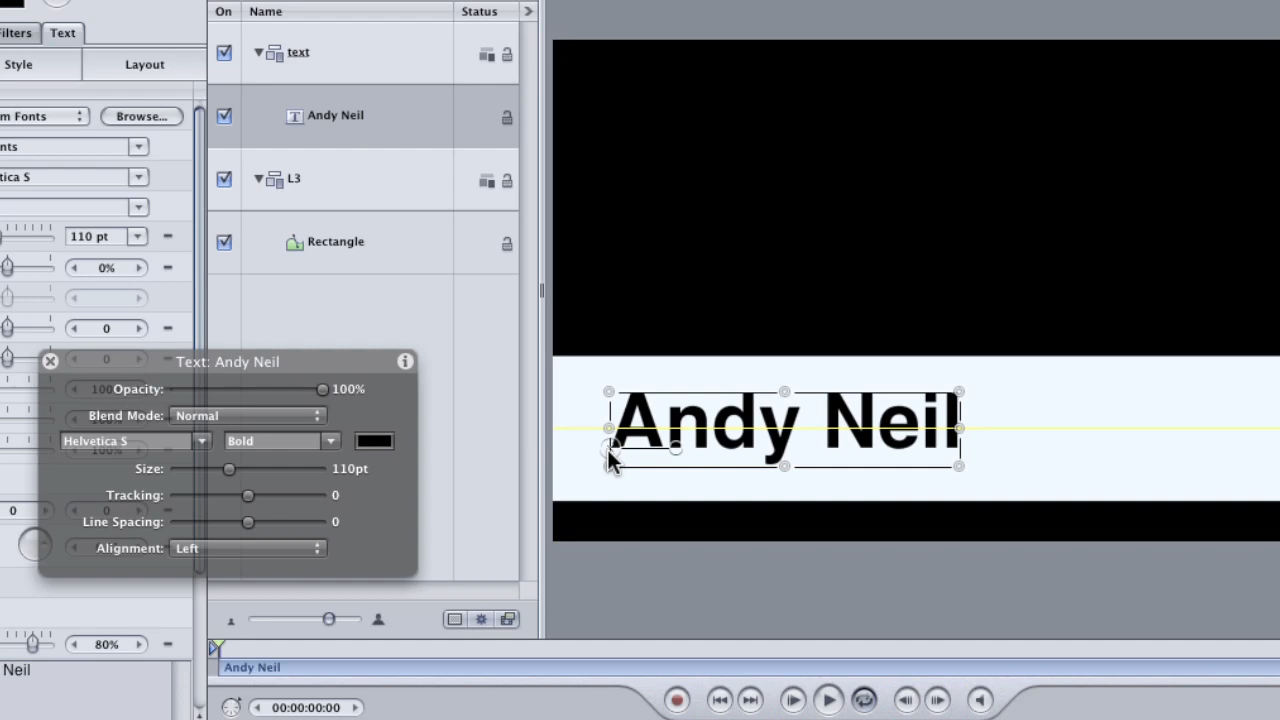 Filters
Text
On
Name
Status
Style
Layout
text
m Fonts
Browse...
Andy Neil
nts
tica S
L3
110 pt
0%
Rectangle
0
0
Text: Andy Neil
Opacity:
100%
Blend Mode:
Normal
Helvetica S
Bold
Size:
110pt
Tracking:
0
Line Spacing:
0
Alignment:
Left
Andy Neil
0
80%
Neil
Andy Neil
00:00:00:00